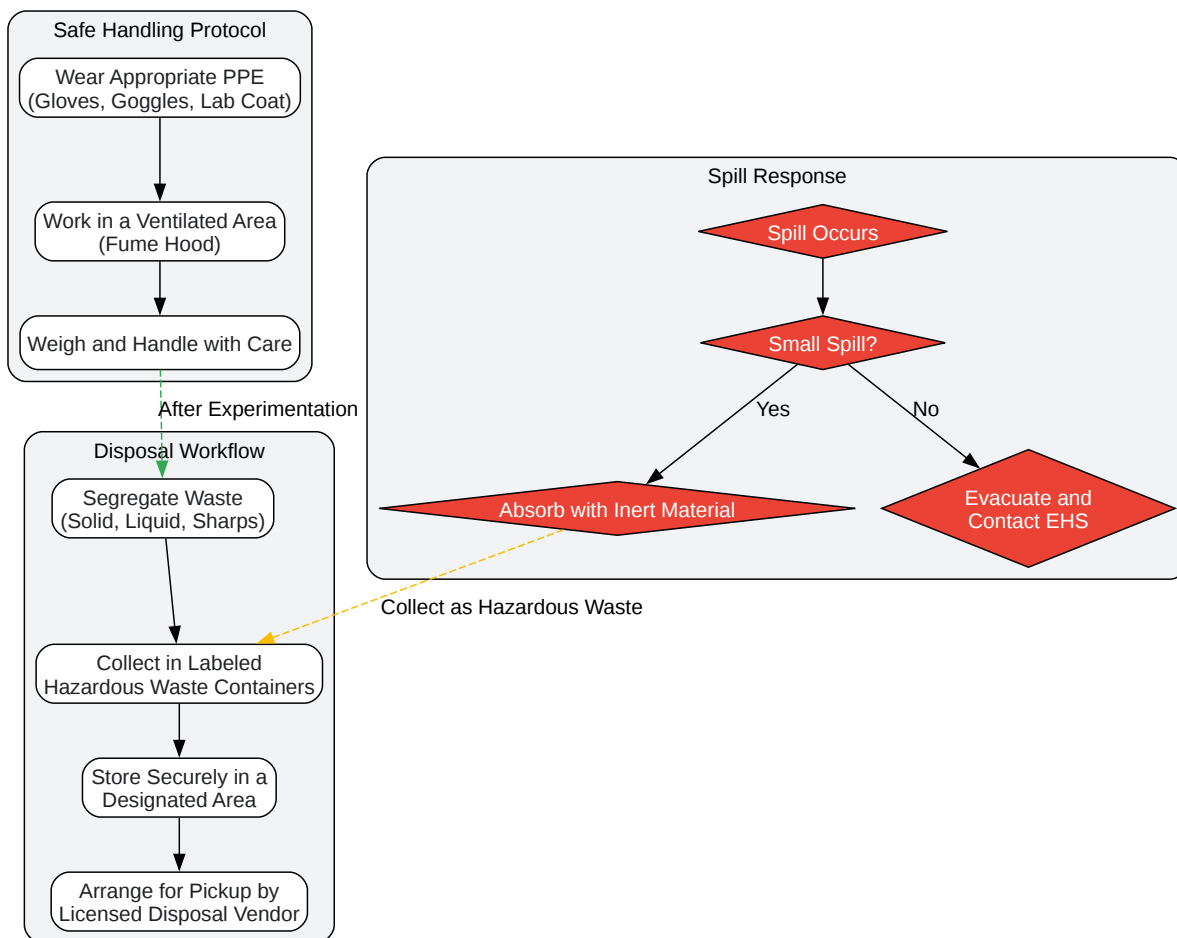 Safe Handling Protocol
Wear Appropriate PPE
(Gloves, Goggles, Lab Coat)
Work in a Ventilated Area
(Fume Hood)
Weigh and Handle with Care
After Experimentation
Disposal Workflow
Segregate Waste
(Solid, Liquid, Sharps)
Collect in Labeled
Hazardous Waste Containers
Store Securely in a
Designated Area
Arrange for Pickup by
Licensed Disposal Vendor
Spill Response
Spill Occurs
Small Spill?
Yes
No
Absorb with Inert Material
Evacuate and
Contact EHS
Collect as Hazardous Waste